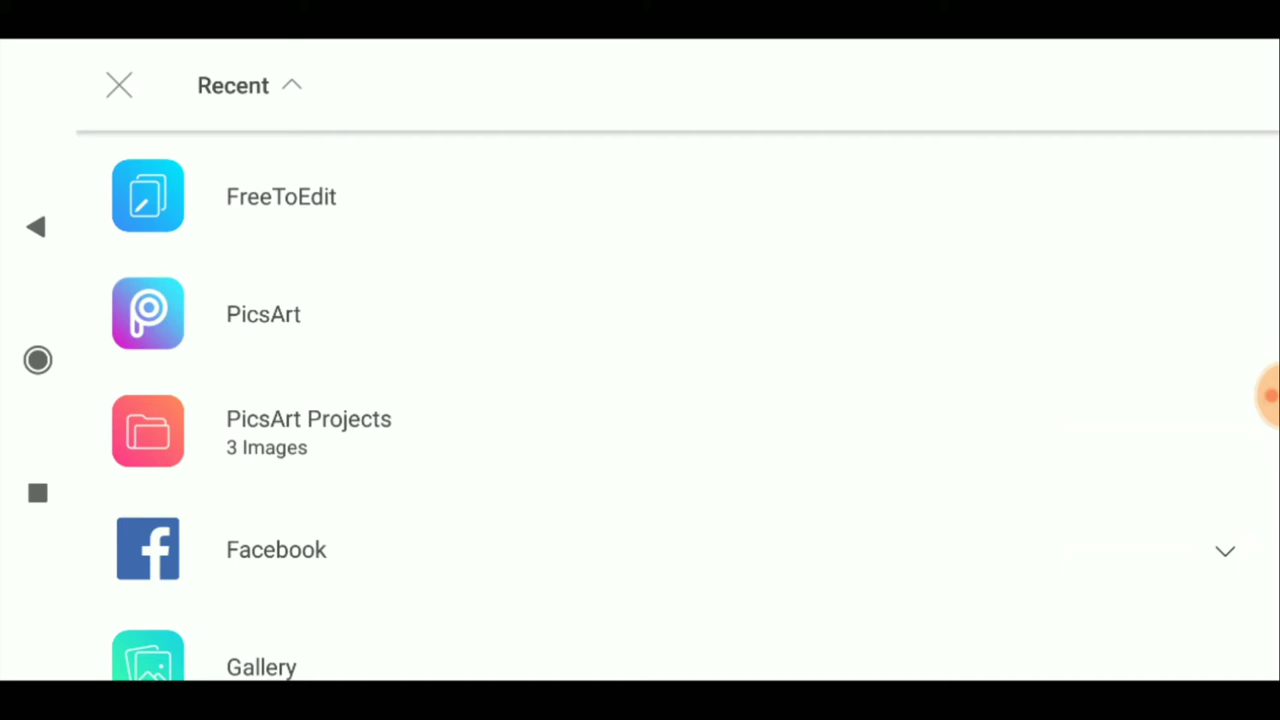 Recent
FreeToEdit
PicsArt
PicsArt Projects
3 Images
Facebook
Gallery